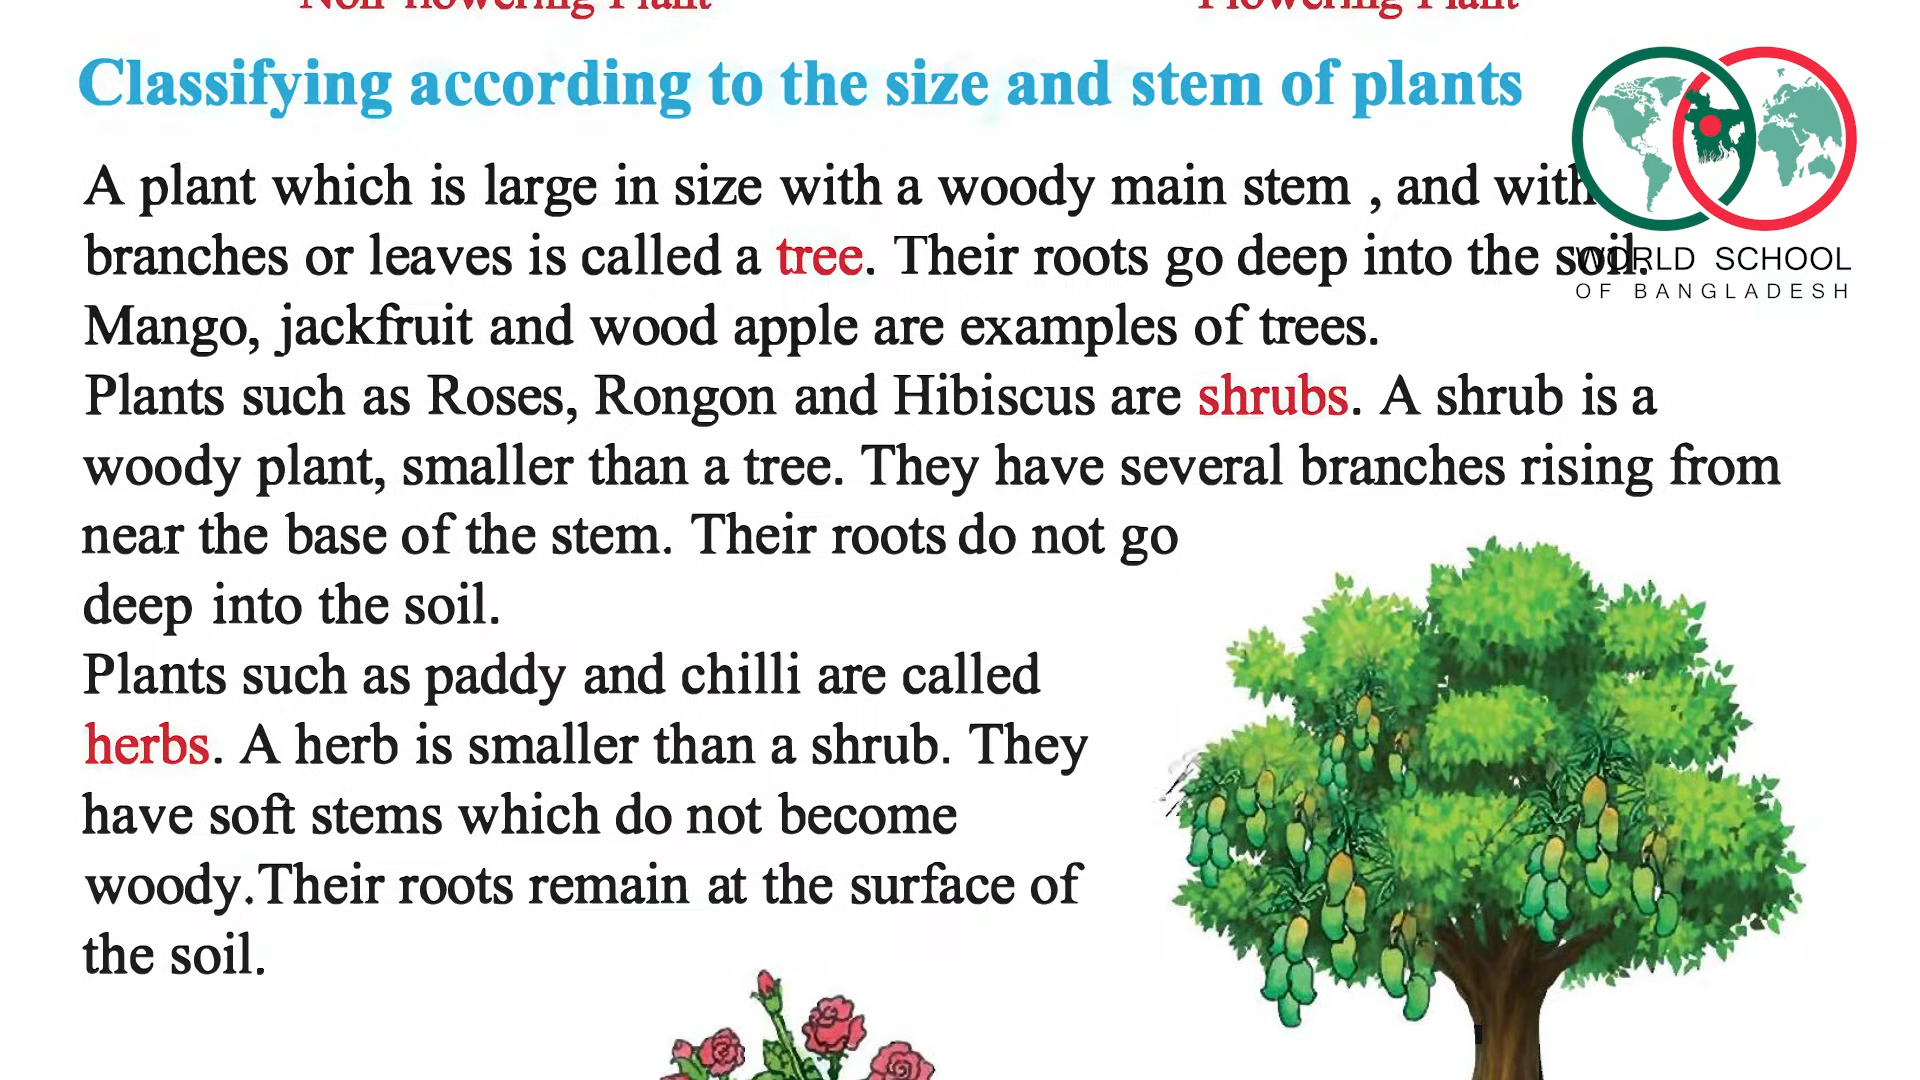 Non-flowering Plant Flowering Plant
Classifying according to the size and stem of plants
A plant which is large in size with a woody main stem , and with
branches or leaves is called a tree. Their roots go deep into the soil.
Mango, jackfruit and wood apple are examples of trees.
Plants such as Roses, Rongon and Hibiscus are shrubs. A shrub is a
woody plant, smaller than a tree. They have several branches rising from
near the base of the stem. Their roots do not go
deep into the soil.
Plants such as paddy and chilli are called
herbs. A herb is smaller than a shrub. They
have soft stems which do not become
woody.Their roots remain at the surface of
the soil.
WORLD SCHOOL
OF BANGLADESH